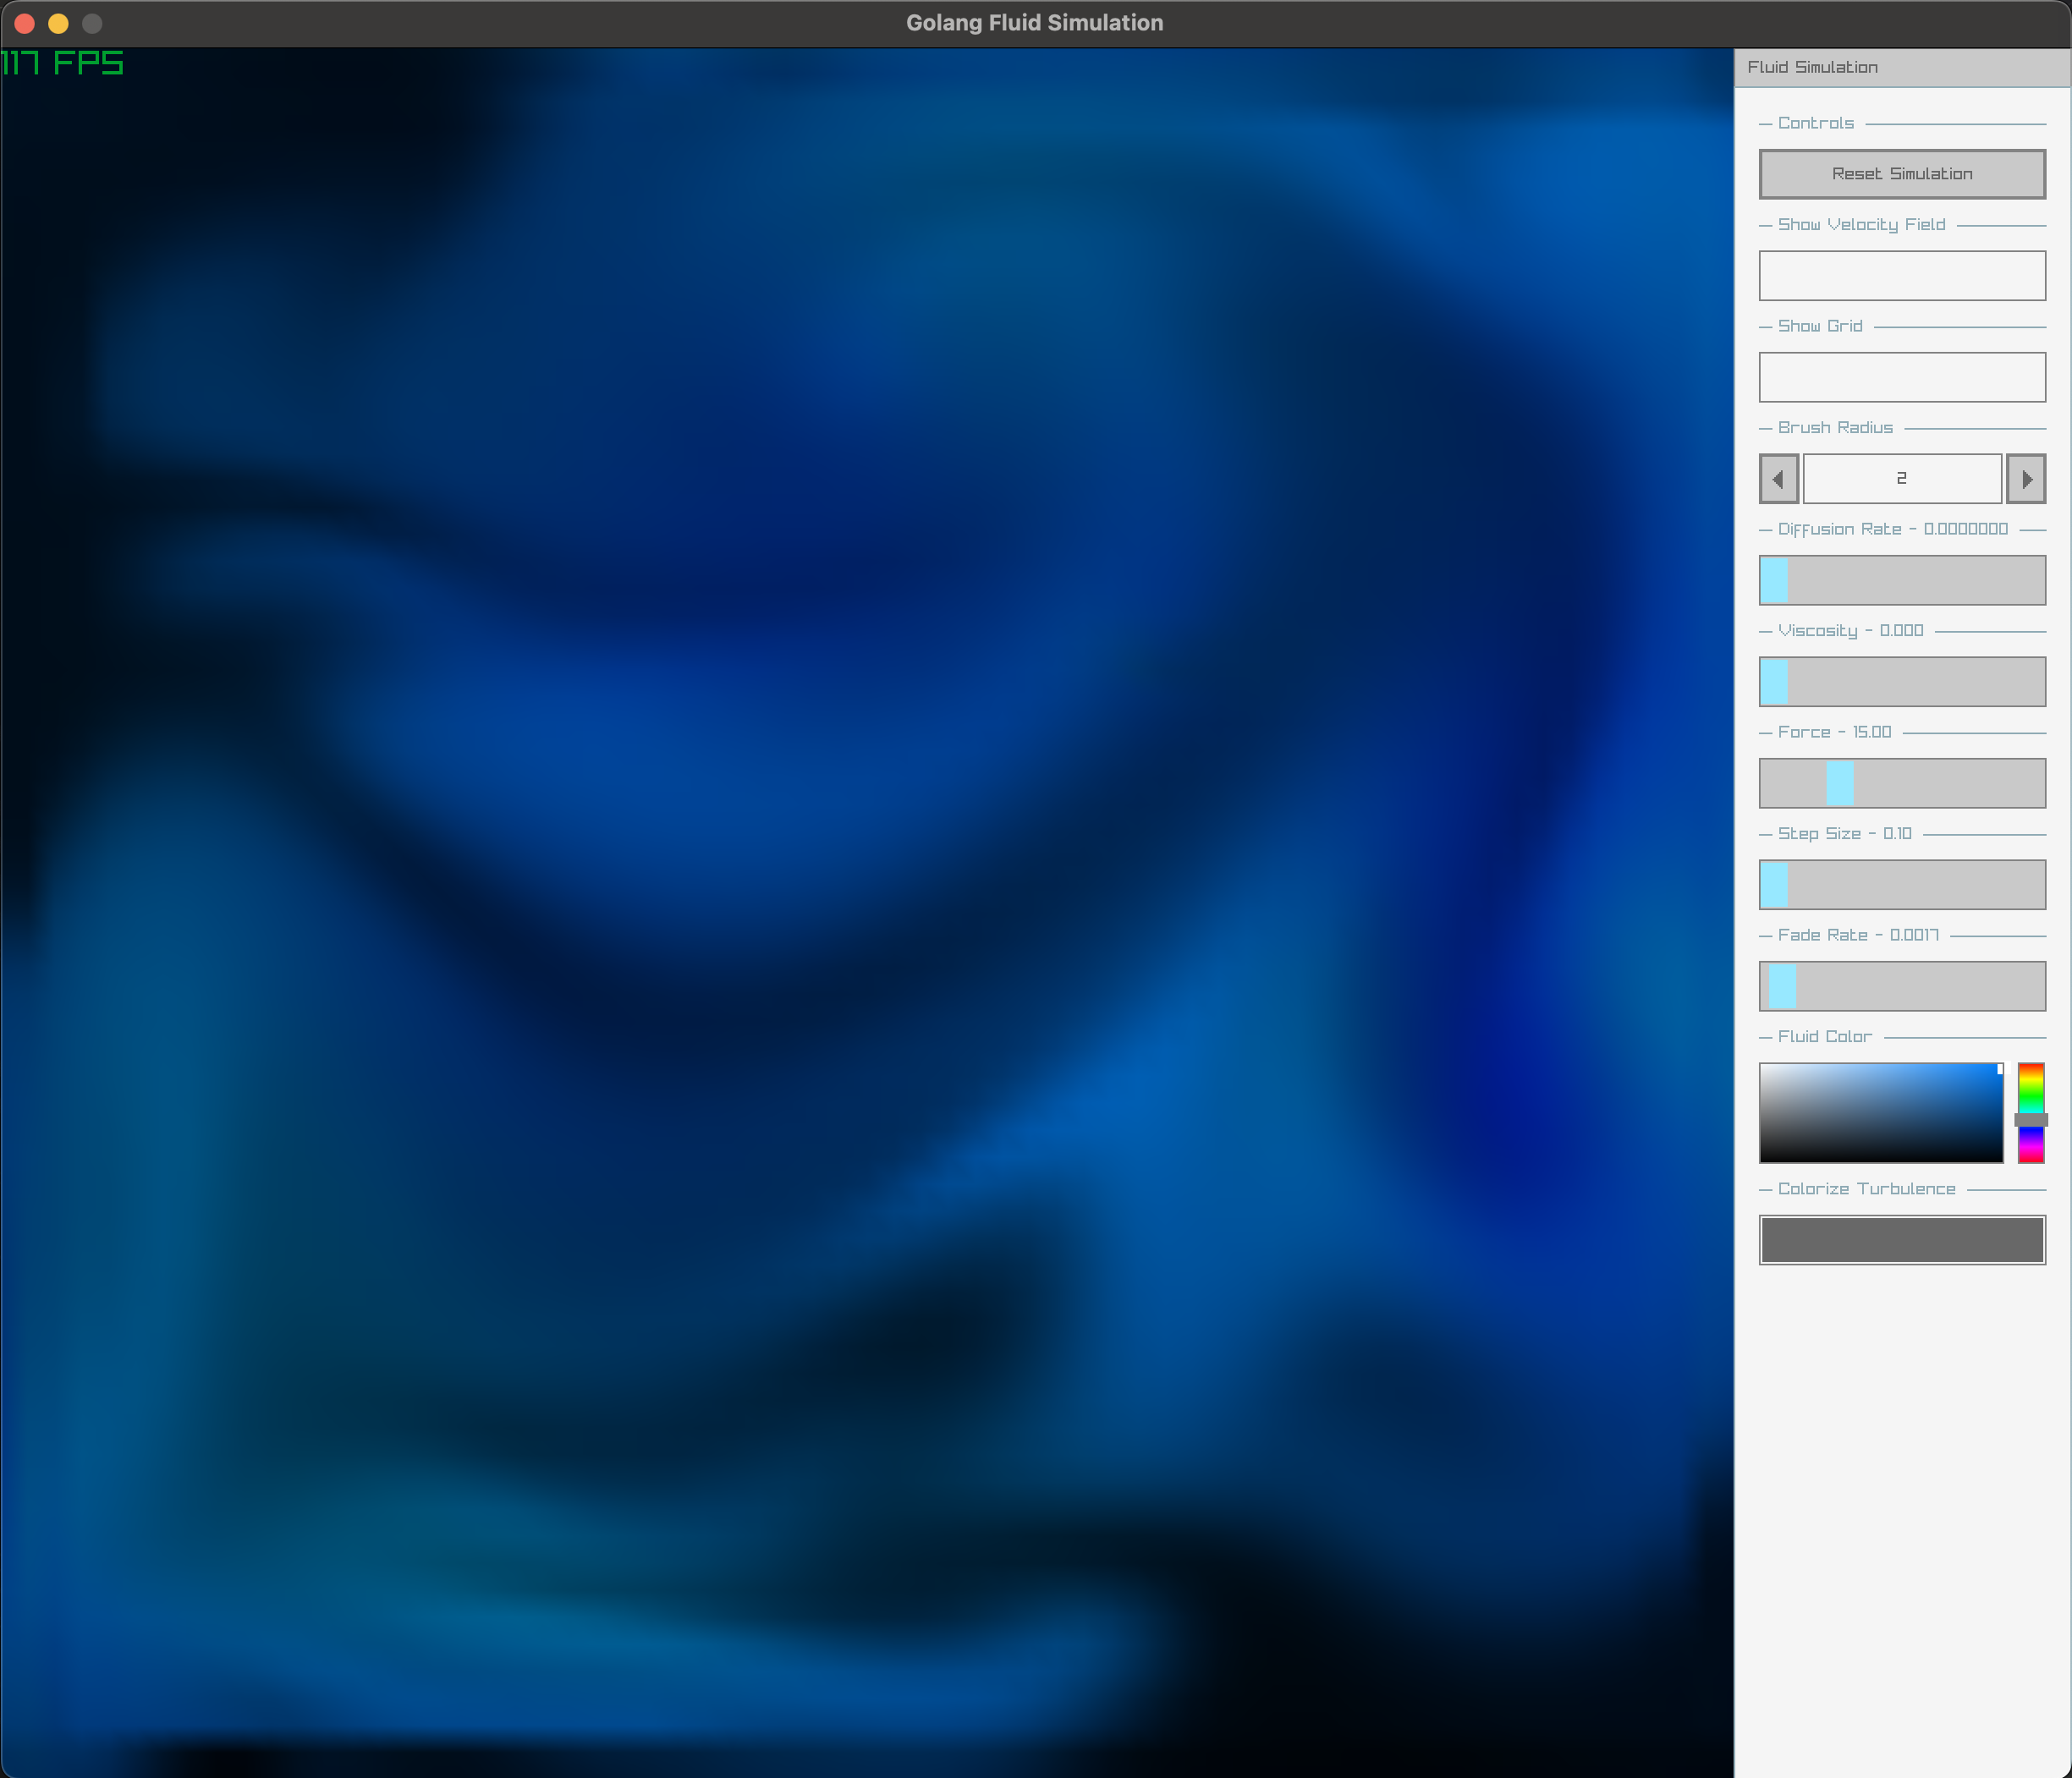 Golang Fluid Simulation
117 FPS
Fluid Simulation
Controls
Reset Simulation
Show Velocity Field
Show Grid
Brush Radius
2
Diffusion Rate - 0.0000000
Viscosity - 0.000
Force - 15.00
Step Size - 0.10
Fade Rate - 0.0017
Fluid Color
Colorize Turbulence